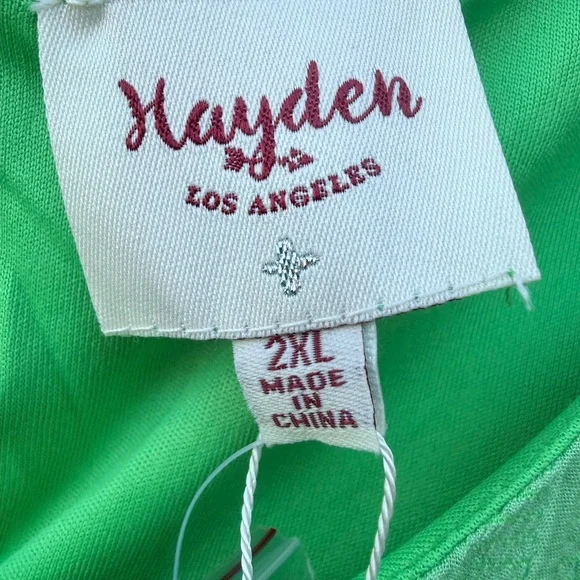 Hayden
LOS ANGELES
2XL
MADE
IN
CHINA